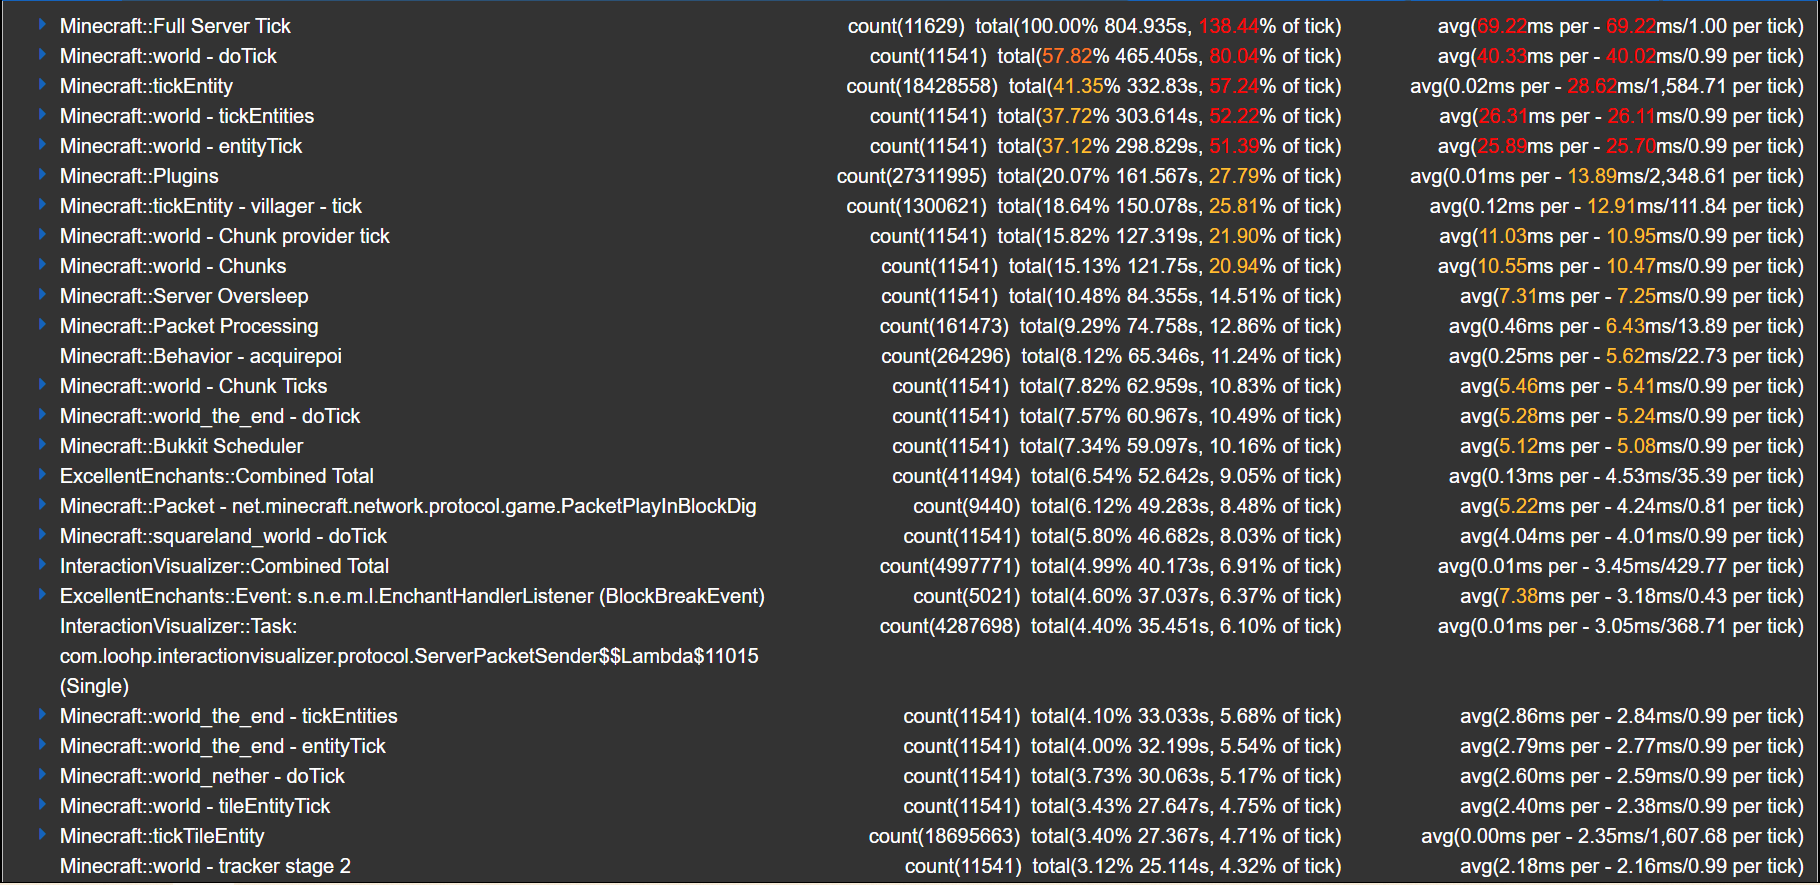 Minecraft::Full Server Tick count(11629) total(100.00% 804.935s, 138.44% of tick) avg(69.22ms per - 69.22ms/1.00 per tick)
Minecraft::world - doTick count(11541) total(57.82% 465.405s, 80.04% of tick) avg(40.33ms per - 40.02ms/0.99 per tick)
Minecraft::tickEntity count(18428558) total(41.35% 332.83s, 57.24% of tick) avg(0.02ms per - 28.62ms/1,584.71 per tick)
Minecraft::world - tickEntities count(11541) total(37.72% 303.614s, 52.22% of tick) avg(26.31ms per - 26.11ms/0.99 per tick)
Minecraft::world - entityTick count(11541) total(37.12% 298.829s, 51.39% of tick) avg(25.89ms per - 25.70ms/0.99 per tick)
Minecraft::Plugins count(27311995) total(20.07% 161.567s, 27.79% of tick) avg(0.01ms per - 13.89ms/2,348.61 per tick)
Minecraft::tickEntity - villager - tick count(1300621) total(18.64% 150.078s, 25.81% of tick) avg(0.12ms per - 12.91ms/111.84 per tick)
Minecraft::world - Chunk provider tick count(11541) total(15.82% 127.319s, 21.90% of tick) avg(11.03ms per - 10.95ms/0.99 per tick)
Minecraft::world - Chunks count(11541) total(15.13% 121.75s, 20.94% of tick) avg(10.55ms per - 10.47ms/0.99 per tick)
Minecraft::Server Oversleep count(11541) total(10.48% 84.355s, 14.51% of tick) avg(7.31ms per - 7.25ms/0.99 per tick)
Minecraft::Packet Processing count(161473) total(9.29% 74.758s, 12.86% of tick) avg(0.46ms per - 6.43ms/13.89 per tick)
Minecraft::Behavior - acquirepoi count(264296) total(8.12% 65.346s, 11.24% of tick) avg(0.25ms per - 5.62ms/22.73 per tick)
Minecraft::world - Chunk Ticks count(11541) total(7.82% 62.959s, 10.83% of tick) avg(5.46ms per - 5.41ms/0.99 per tick)
Minecraft::world_the_end - doTick count(11541) total(7.57% 60.967s, 10.49% of tick) avg(5.28ms per - 5.24ms/0.99 per tick)
Minecraft::Bukkit Scheduler count(11541) total(7.34% 59.097s, 10.16% of tick) avg(5.12ms per - 5.08ms/0.99 per tick)
ExcellentEnchants::Combined Total count(411494) total(6.54% 52.642s, 9.05% of tick) avg(0.13ms per - 4.53ms/35.39 per tick)
Minecraft::Packet - net.minecraft.network.protocol.game.PacketPlayInBlockDig count(9440) total(6.12% 49.283s, 8.48% of tick) avg(5.22ms per - 4.24ms/0.81 per tick)
Minecraft::squareland_world - doTick count(11541) total(5.80% 46.682s, 8.03% of tick) avg(4.04ms per - 4.01ms/0.99 per tick)
InteractionVisualizer::Combined Total count(4997771) total(4.99% 40.173s, 6.91% of tick) avg(0.01ms per - 3.45ms/429.77 per tick)
ExcellentEnchants::Event: s.n.e.m.l.EnchantHandlerListener (BlockBreakEvent) count(5021) total(4.60% 37.037s, 6.37% of tick) avg(7.38ms per - 3.18ms/0.43 per tick)
InteractionVisualizer::Task: count(4287698) total(4.40% 35.451s, 6.10% of tick) avg(0.01ms per - 3.05ms/368.71 per tick)
com.loohp.interactionvisualizer.protocol.ServerPacketSender$$Lambda$11015
(Single)
Minecraft::world_the_end - tickEntities count(11541) total(4.10% 33.033s, 5.68% of tick) avg(2.86ms per - 2.84ms/0.99 per tick)
Minecraft::world_the_end - entityTick count(11541) total(4.00% 32.199s, 5.54% of tick) avg(2.79ms per - 2.77ms/0.99 per tick)
Minecraft::world_nether - doTick count(11541) total(3.73% 30.063s, 5.17% of tick) avg(2.60ms per - 2.59ms/0.99 per tick)
Minecraft::world - tileEntityTick count(11541) total(3.43% 27.647s, 4.75% of tick) avg(2.40ms per - 2.38ms/0.99 per tick)
Minecraft::tickTileEntity count(18695663) total(3.40% 27.367s, 4.71% of tick) avg(0.00ms per - 2.35ms/1,607.68 per tick)
Minecraft::world - tracker stage 2 count(11541) total(3.12% 25.114s, 4.32% of tick) avg(2.18ms per - 2.16ms/0.99 per tick)